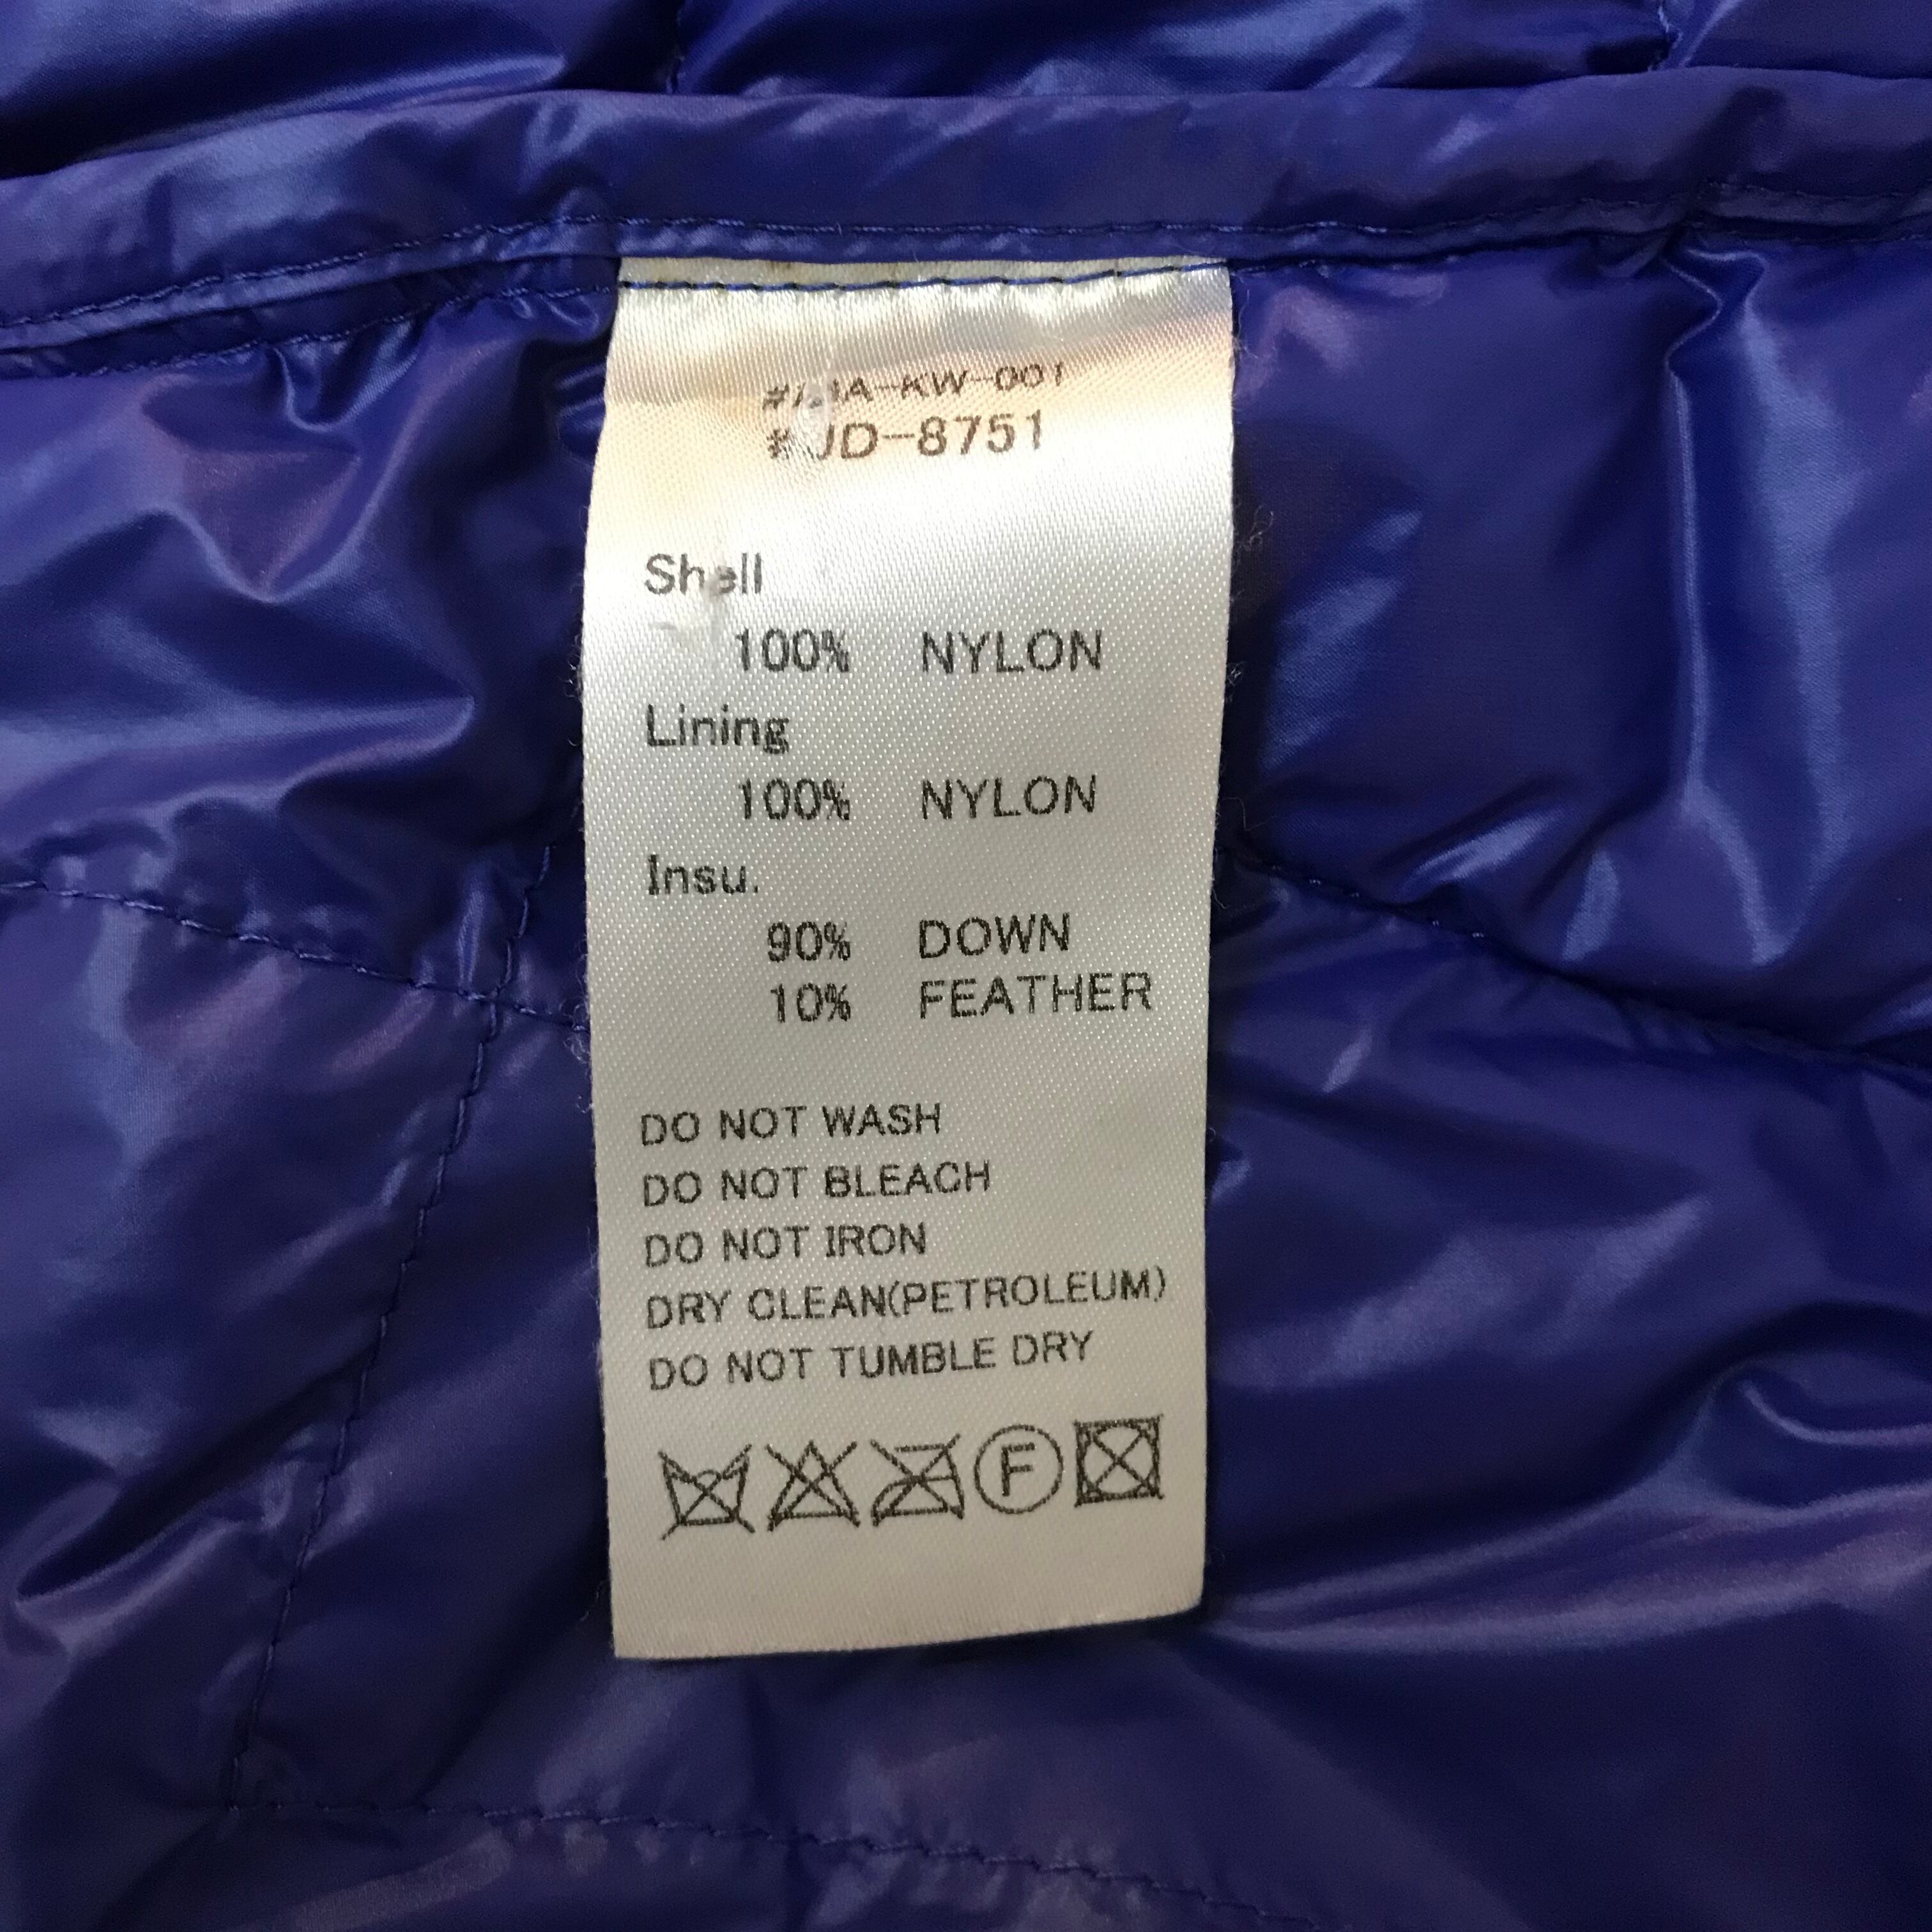 #JD-8751
Shell
100% NYLON
Lining
100% NYLON
Insu.
90% DOWN
10% FEATHER
DO NOT WASH
DO NOT BLEACH
DO NOT IRON
DRY CLEAN(PETROLEUM)
DO NOT TUMBLE DRY
F